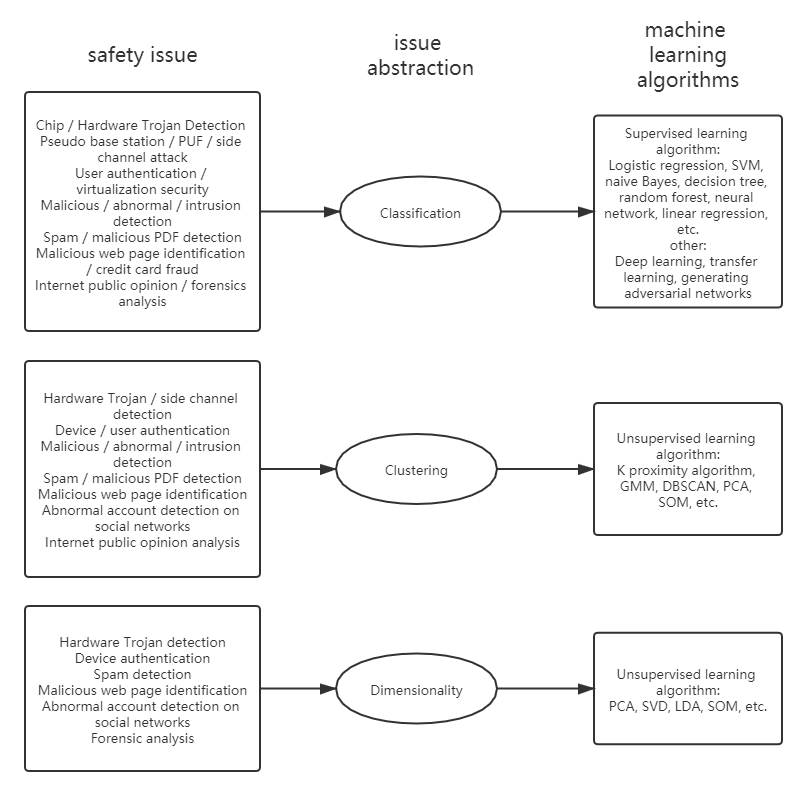 safety issue
issue
abstraction
machine
learning
algorithms
Chip / Hardware Trojan Detection
Pseudo base station / PUF / side
channel attack
User authentication /
virtualization security
Malicious / abnormal / intrusion
detection
Spam / malicious PDF detection
Malicious web page identification
/ credit card fraud
Internet public opinion / forensics
analysis
Classification
Supervised learning
algorithm:
Logistic regression, SVM,
naive Bayes, decision tree,
random forest, neural
network, linear regression,
etc.
other:
Deep learning, transfer
learning, generating
adversarial networks
Hardware Trojan / side channel
detection
Device / user authentication
Malicious / abnormal / intrusion
detection
Spam / malicious PDF detection
Malicious web page identification
Abnormal account detection on
social networks
Internet public opinion analysis
Clustering
Unsupervised learning
algorithm:
K proximity algorithm,
GMM, DBSCAN, PCA,
SOM, etc.
Hardware Trojan detection
Device authentication
Spam detection
Malicious web page identification
Abnormal account detection on
social networks
Forensic analysis
Dimensionality
Unsupervised learning
algorithm:
PCA, SVD, LDA, SOM, etc.